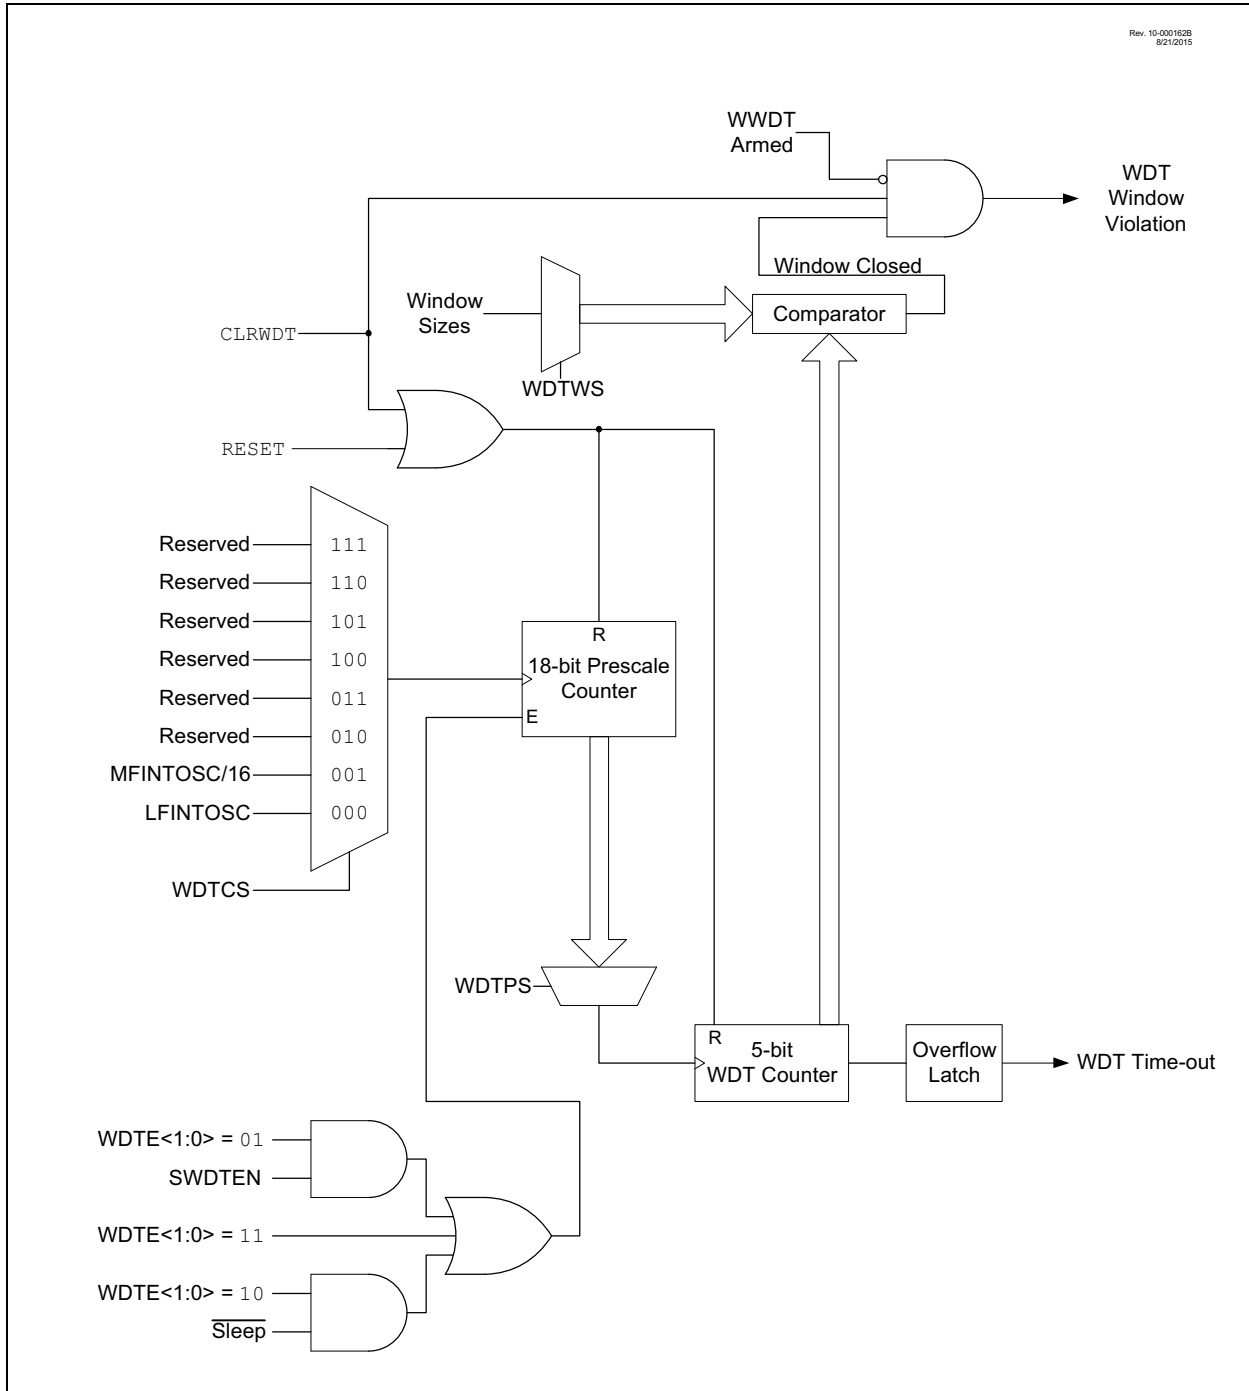 Rev. 10-000162B
8/21/2015
WWDT
Armed
WDT
Window
Violation
Window Closed
Window
Sizes
Comparator
CLRWDT
WDTWS
RESET
Reserved 111
Reserved 110
Reserved 101
Reserved 100
Reserved 011
Reserved 010
MFINTOSC/16 001
LFINTOSC 000
WDTCS
R
18-bit Prescale
Counter
E
WDTPS
R
5-bit
WDT Counter
Overflow
Latch
WDT Time-out
WDTE<1:0> = 01
SWDTEN
WDTE<1:0> = 11
WDTE<1:0> = 10
Sleep